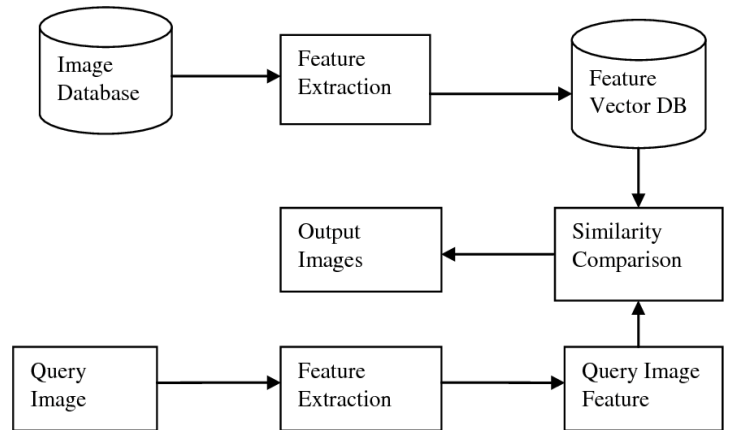 Image
Database
Feature
Extraction
Feature
Vector DB
Output
Images
Similarity
Comparison
Query
Image
Feature
Extraction
Query Image
Feature